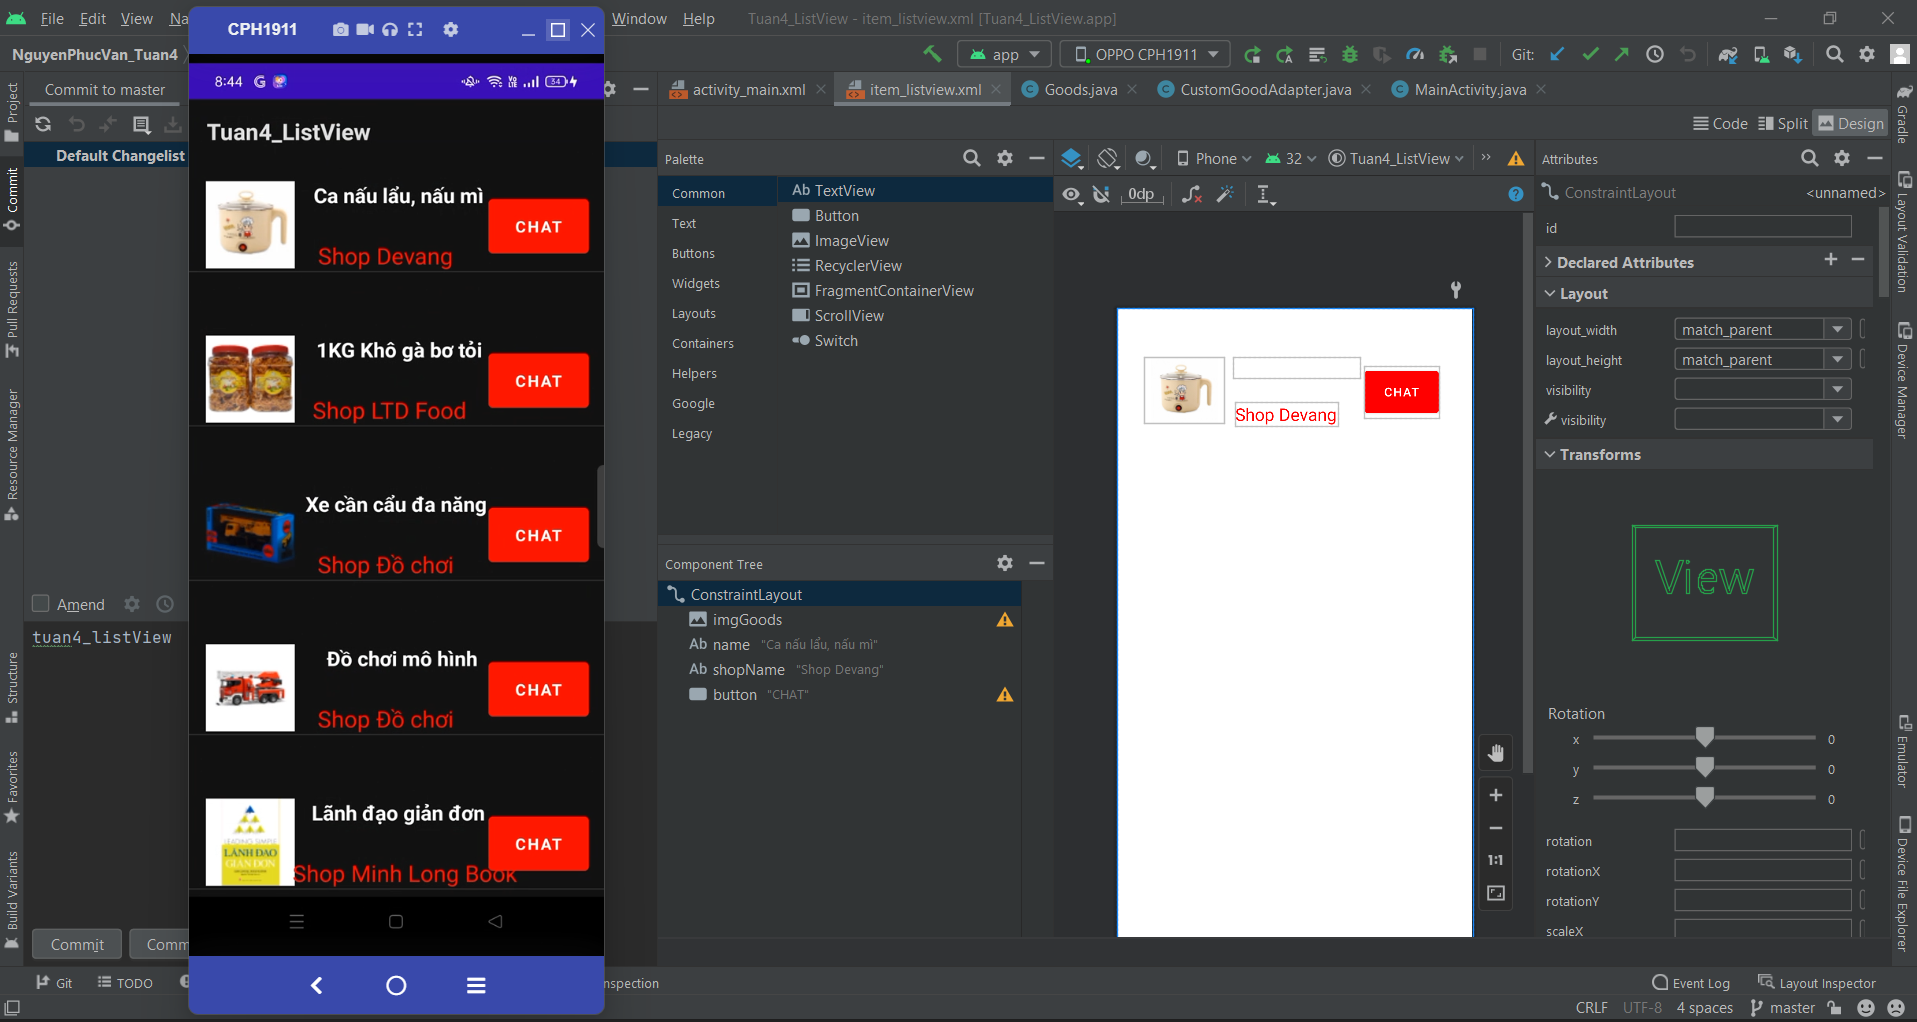 File Edit View Na
Window Help
Tuan4_ListView - item_listview.xml [Tuan4_ListView.app]
NguyenPhucVan_Tuan4
app
OPPO CPH1911
Git:
Project
Commit
Pull Requests
Resource Manager
Structure
Favorites
Build Variants
Commit to master
Default Changelist
Amend
tuan4_listView
Commit
Comm
CPH1911
8:44
34
Tuan4_ListView
Ca nấu lẩu, nấu mì
Shop Devang
CHAT
1KG Khô gà bơ tỏi
Shop LTD Food
CHAT
Xe cần cẩu đa năng
Shop Đồ chơi
CHAT
Đồ chơi mô hình
Shop Đồ chơi
CHAT
Lãnh đạo giản đơn
LEADING SIMPLE
LÃNH ĐẠO
GIẢN ĐƠN
Shop Minh Long Book
CHAT
activity_main.xml
item_listview.xml
Goods.java
CustomGoodAdapter.java
MainActivity.java
Code
Split
Design
Palette
Common
Text
Buttons
Widgets
Layouts
Containers
Helpers
Google
Legacy
Ab TextView
Button
ImageView
RecyclerView
FragmentContainerView
ScrollView
Switch
Component Tree
ConstraintLayout
imgGoods
Ab name "Ca nấu lẩu, nấu mì"
Ab shopName "Shop Devang"
button "CHAT"
Phone
32
Tuan4_ListView
0dp
Shop Devang
CHAT
1:1
Attributes
ConstraintLayout
<unnamed>
id
Declared Attributes
Layout
layout_width match_parent
layout_height match_parent
visibility
visibility
Transforms
View
Rotation
x 0
y 0
z 0
rotation
rotationX
rotationY
scaleX
Gradle
Layout Validation
Device Manager
Emulator
Device File Explorer
Git
TODO
nspection
Event Log
Layout Inspector
CRLF UTF-8 4 spaces master